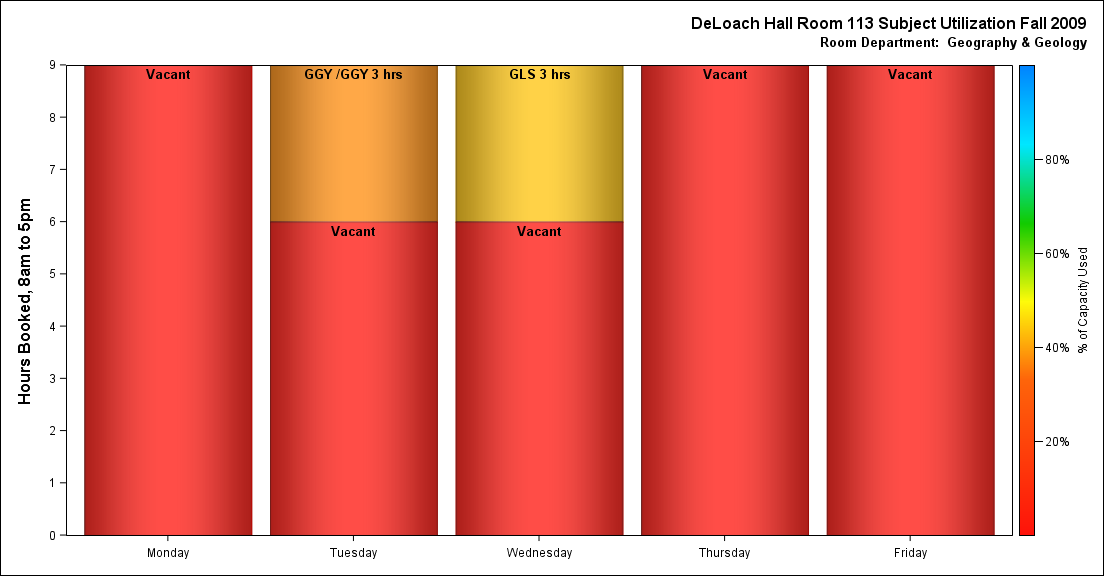 DeLoach Hall Room 113 Subject Utilization Fall 2009
Room Department:  Geography & Geology
Hours Booked, 8am to 5pm
9
8
7
6
5
4
3
2
1
0
Vacant
GGY /GGY 3 hrs
GLS 3 hrs
Vacant
Vacant
Vacant
Vacant
Monday
Tuesday
Wednesday
Thursday
Friday
80%
60%
40%
20%
% of Capacity Used